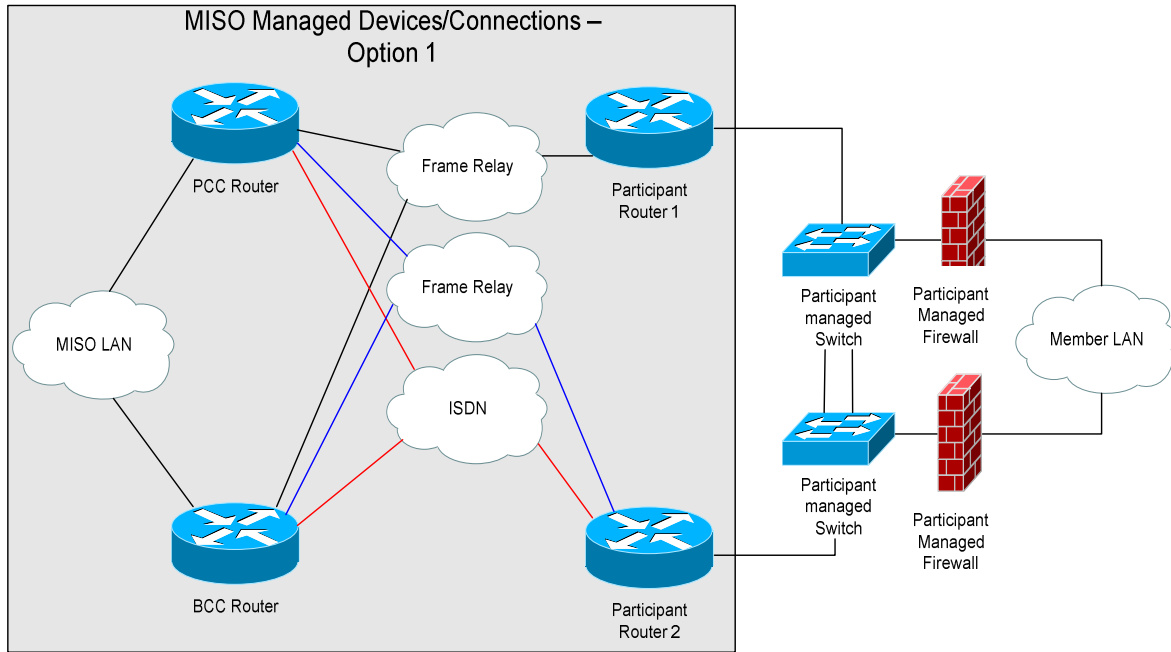 MISO Managed Devices/Connections –
Option 1
PCC Router
Frame Relay
Participant
Router 1
Frame Relay
MISO LAN
ISDN
BCC Router
Participant
Router 2
Participant
managed
Switch
Participant
Managed
Firewall
Member LAN
Participant
managed
Switch
Participant
Managed
Firewall